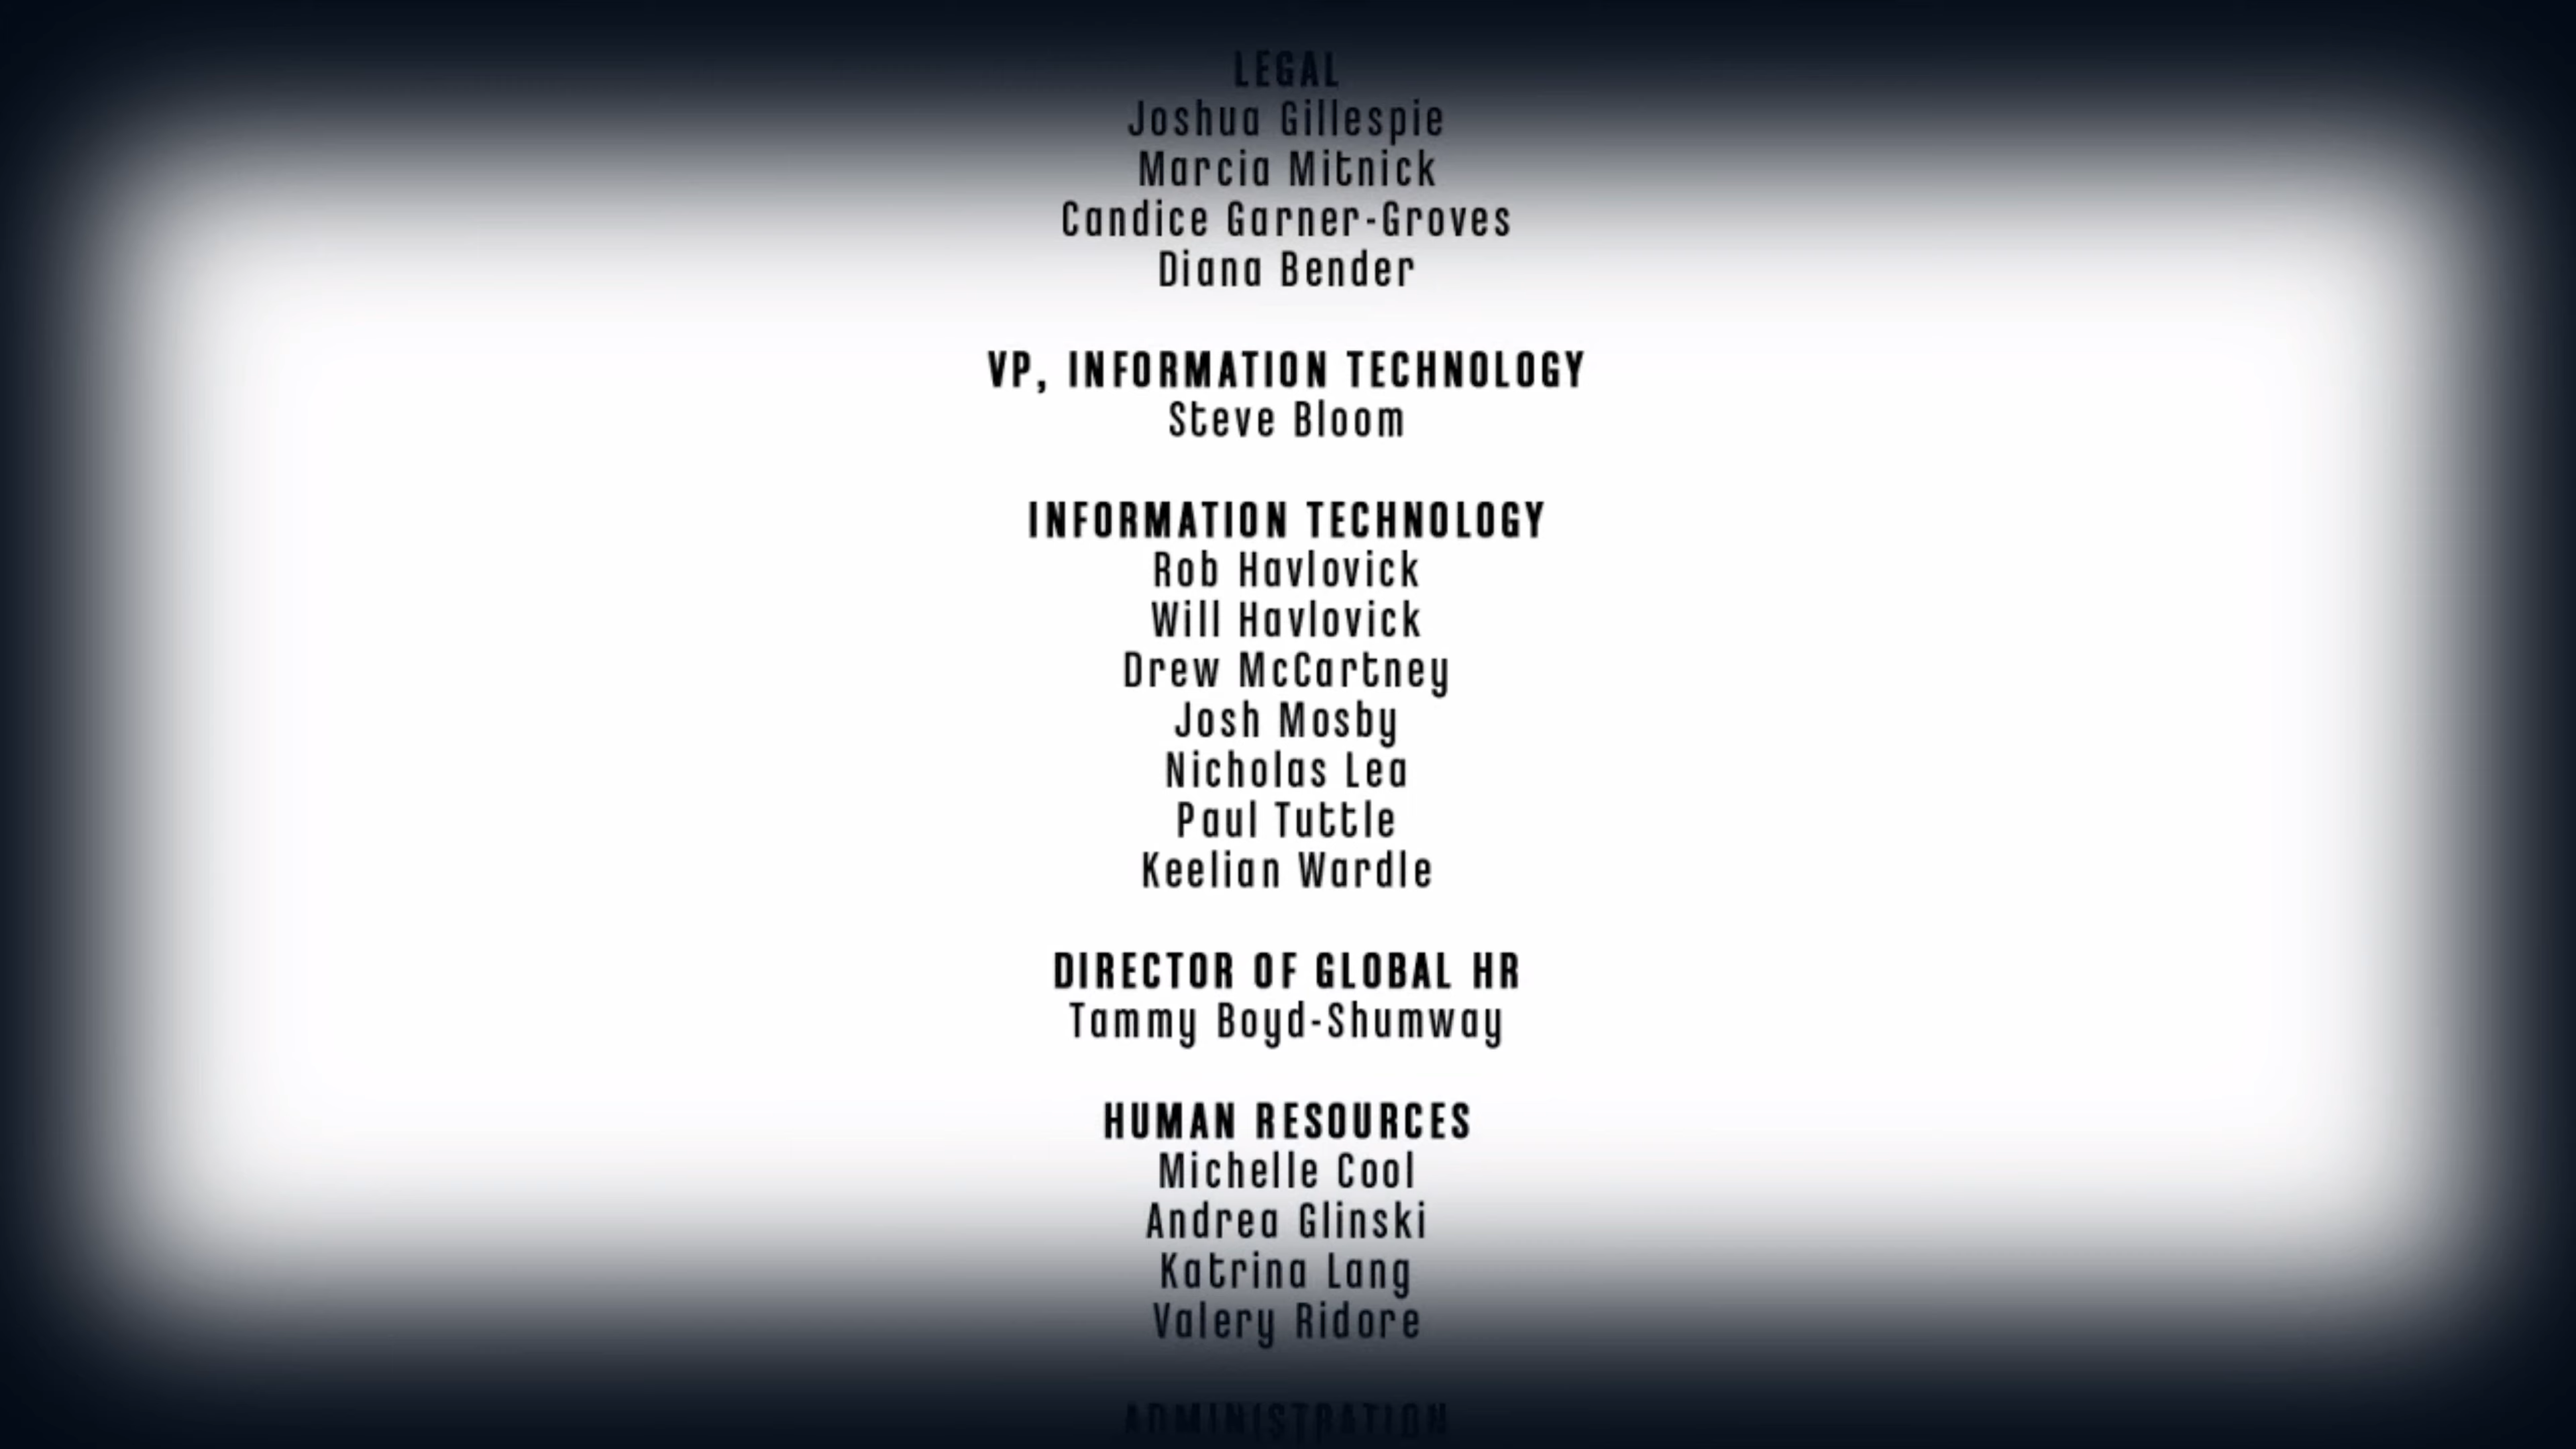 LEGAL
Joshua Gillespie
Marcia Mitnick
Candice Garner-Groves
Diana Bender
VP, INFORMATION TECHNOLOGY
Steve Bloom
INFORMATION TECHNOLOGY
Rob Havlovick
Will Havlovick
Drew McCartney
Josh Mosby
Nicholas Lea
Paul Tuttle
Keelian Wardle
DIRECTOR OF GLOBAL HR
Tammy Boyd-Shumway
HUMAN RESOURCES
Michelle Cool
Andrea Glinski
Katrina Lang
Valery Ridore
ADMINISTRATION